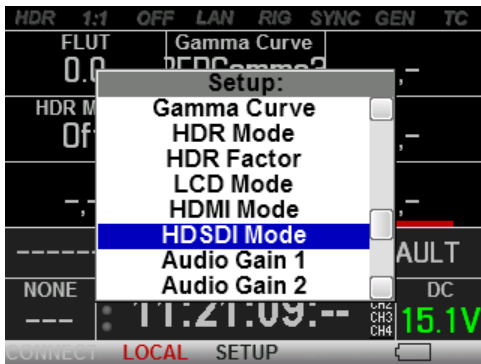 HDR 1:1 OFF LAN RIG SYNC GEN TC
FLUT Gamma Curve
Setup:
Gamma Curve
HDR Mode
HDR Factor
LCD Mode
HDMI Mode
HDSDI Mode
Audio Gain 1
Audio Gain 2
HDR M
Of
-,-
,-
,-
,-
------
AULT
NONE
DC
---
11:21:09:--
CH2
CH3
CH4
15.1V
CONNECT LOCAL SETUP